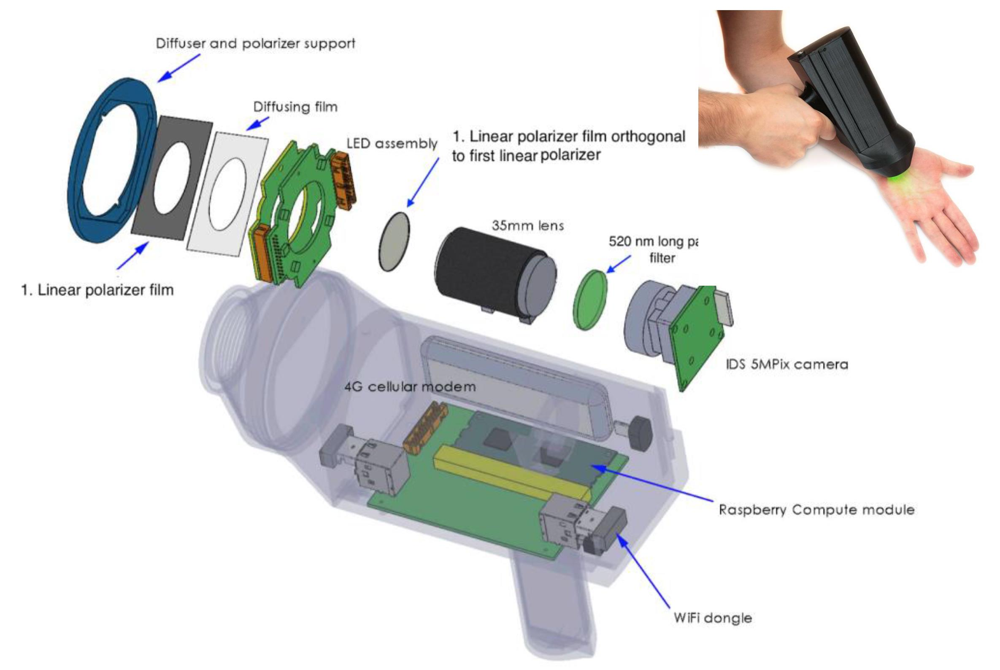 Diffuser and polarizer support
Diffusing film
LED assembly
1. Linear polarizer film orthogonal
to first linear polarizer
35mm lens
520 nm long pa
filter
1. Linear polarizer film
IDS 5MPix camera
4G cellular modem
Raspberry Compute module
WiFi dongle